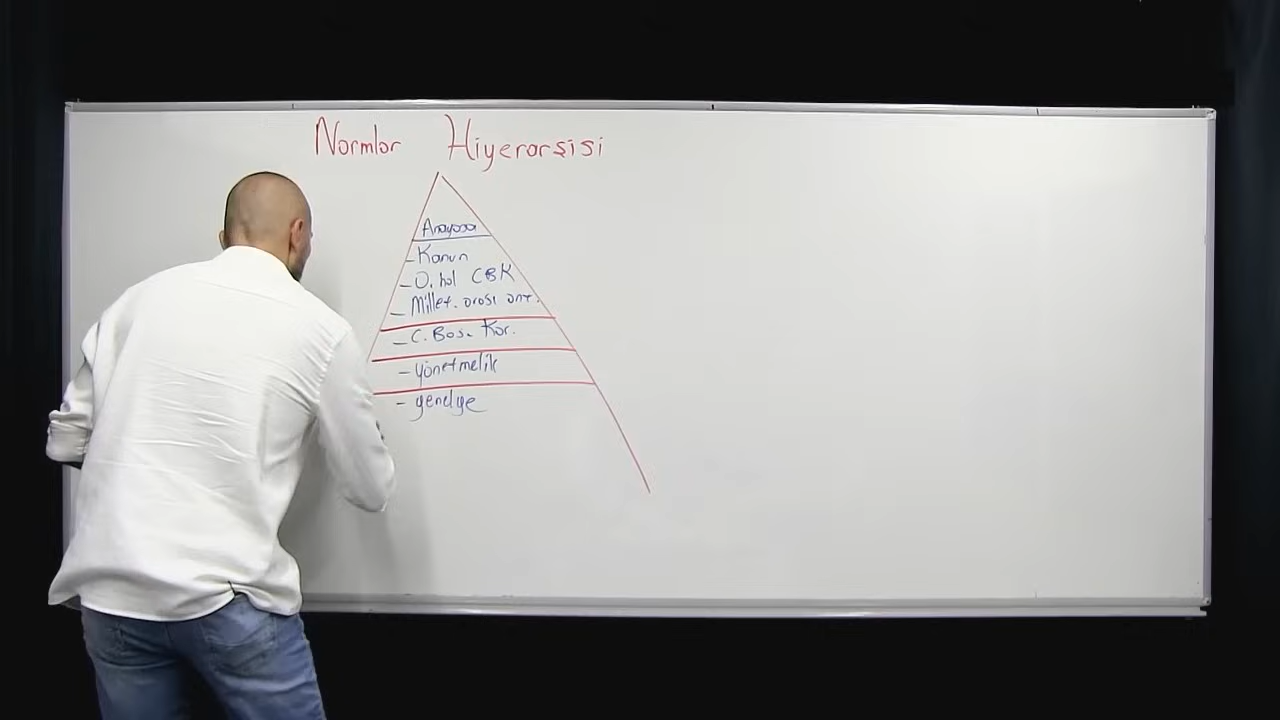 Normlar Hiyerarşisi
Anayasa
- Kanun
- O. hal CBK
- Millet. arası ant.
- C. Baş. Kar.
- yönetmelik
- genelge